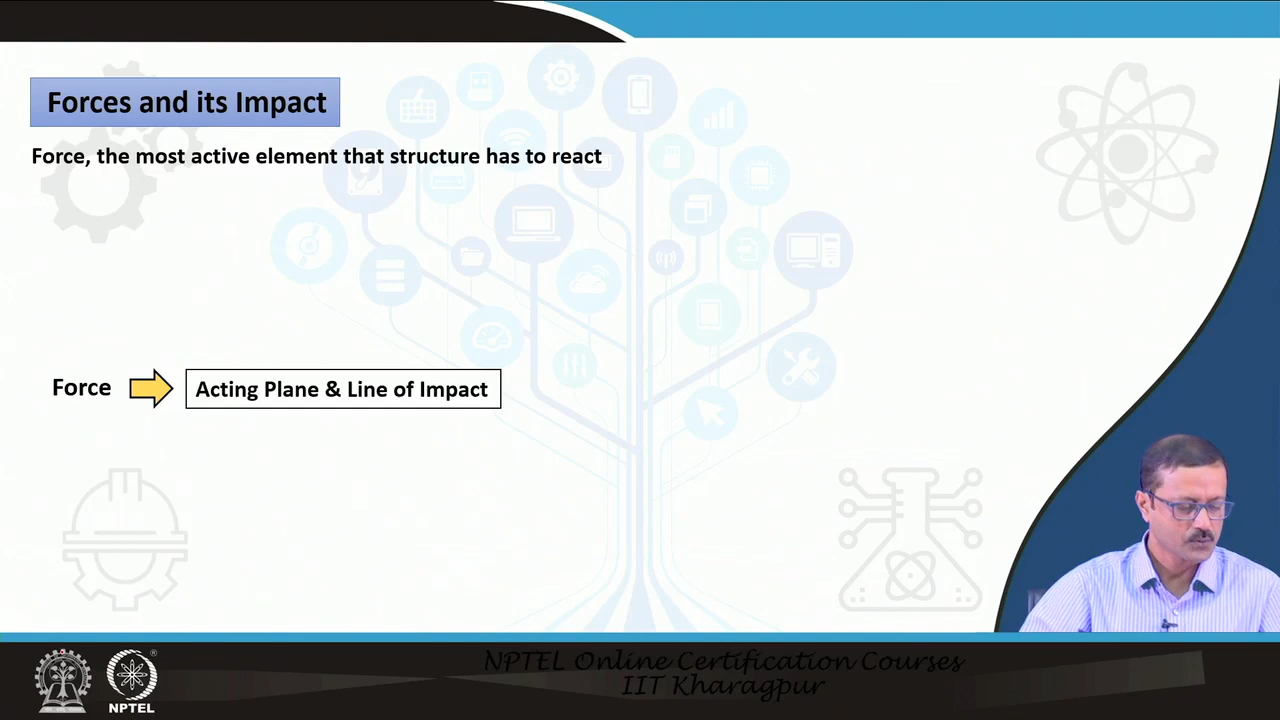 Forces and its Impact
Force, the most active element that structure has to react
Force
Acting Plane & Line of Impact
NPTEL Online Certification Courses
IIT Kharagpur
®
NPTEL